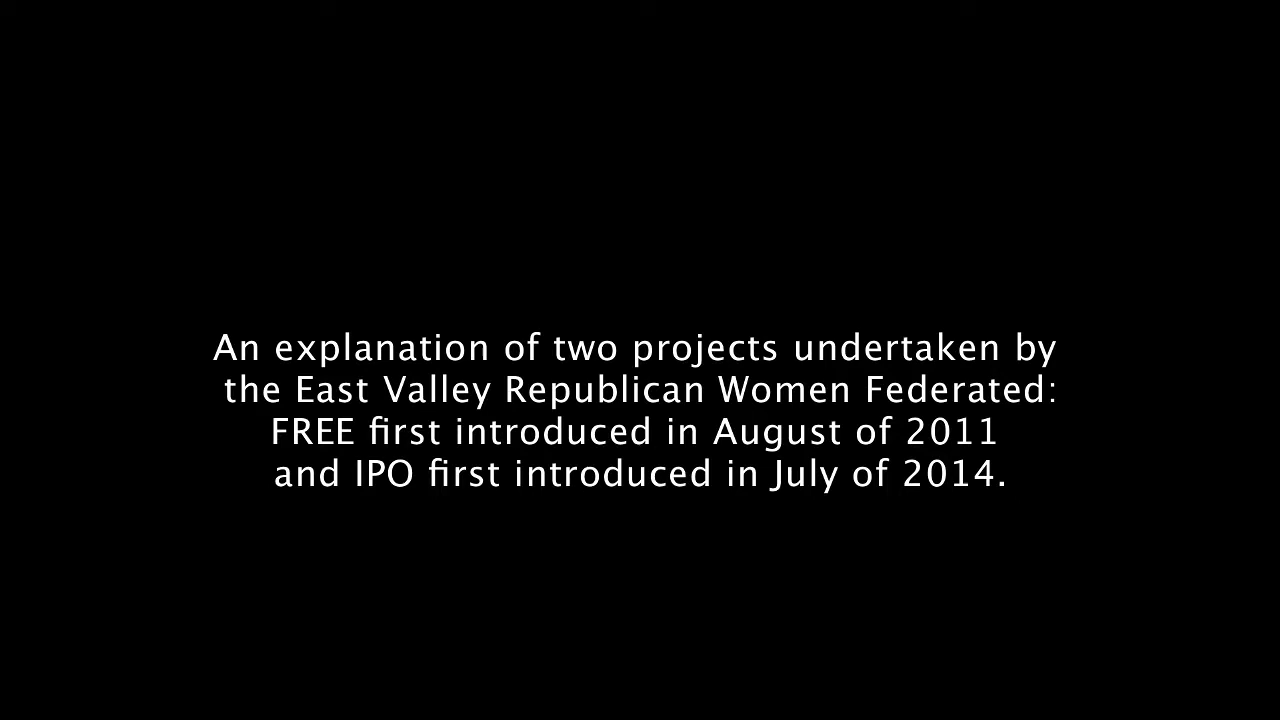 An explanation of two projects undertaken by
the East Valley Republican Women Federated:
FREE first introduced in August of 2011
and IPO first introduced in July of 2014.